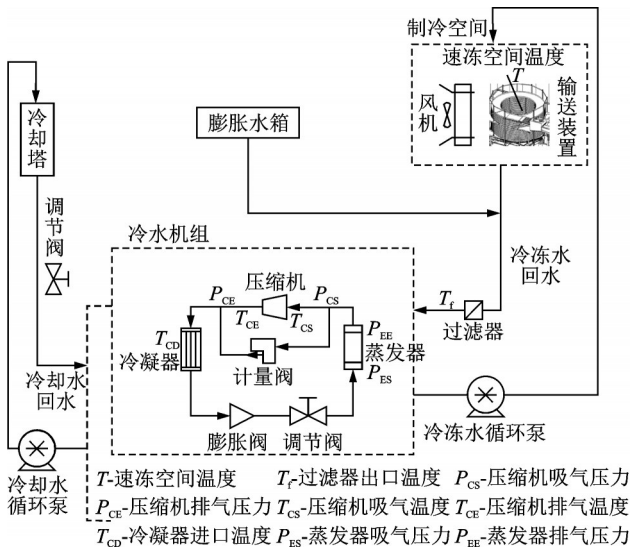 制冷空间
速冻空间温度
T
风机
输送装置
冷却塔
膨胀水箱
调节阀
冷水机组
冷冻水
回水
压缩机
P_CE
P_CS
T_CE
T_CS
T_f
过滤器
T_CD
冷凝器
P_EE
蒸发器
P_ES
计量阀
冷却水
回水
膨胀阀
调节阀
冷冻水循环泵
冷却水
循环泵
T-速冻空间温度 T_f-过滤器出口温度 P_CS-压缩机吸气压力
P_CE-压缩机排气压力 T_CS-压缩机吸气温度 T_CE-压缩机排气温度
T_CD-冷凝器进口温度 P_ES-蒸发器吸气压力 P_EE-蒸发器排气压力